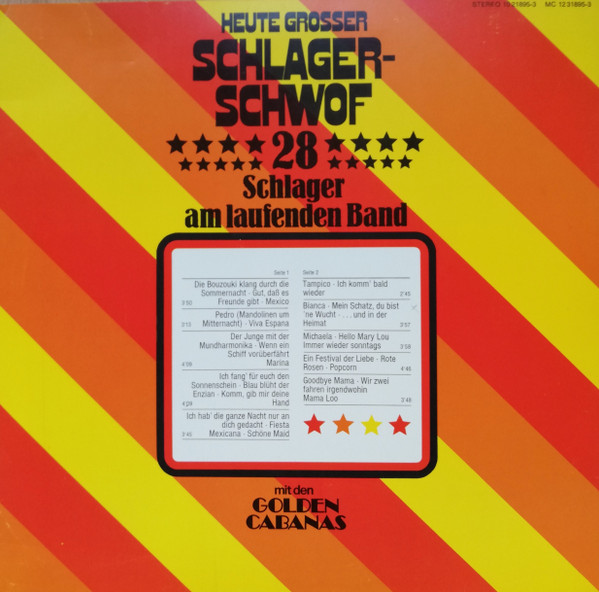 STEREO 12 21895-3 MC 12 31895-3
HEUTE GROSSER
SCHLAGER-
SCHWOF
28
Schlager
am laufenden Band
Seite 1
Die Bouzouki klang durch die
Sommernacht · Gut, daß es
3'50 Freunde gibt · Mexico
Pedro (Mandolinen um
3'13 Mitternacht) · Viva Espana
Der Junge mit der
Mundharmonika · Wenn ein
Schiff vorüberfährt
4'09 Marina
Ich fang' für euch den
Sonnenschein · Blau blüht der
Enzian · Komm, gib mir deine
4'24 Hand
Ich hab' die ganze Nacht nur an
dich gedacht · Fiesta
3'40 Mexicana · Schöne Maid
Seite 2
Tampico · Ich komm' bald
wieder 2'45
Bianca · Mein Schatz, du bist
'ne Wucht · . . . und in der
Heimat 3'57
Michaela · Hello Mary Lou
Immer wieder sonntags 3'58
Ein Festival der Liebe · Rote
Rosen · Popcorn 4'46
Goodbye Mama · Wir zwei
fahren irgendwohin
Mama Loo 3'48
mit den
GOLDEN
CABANAS